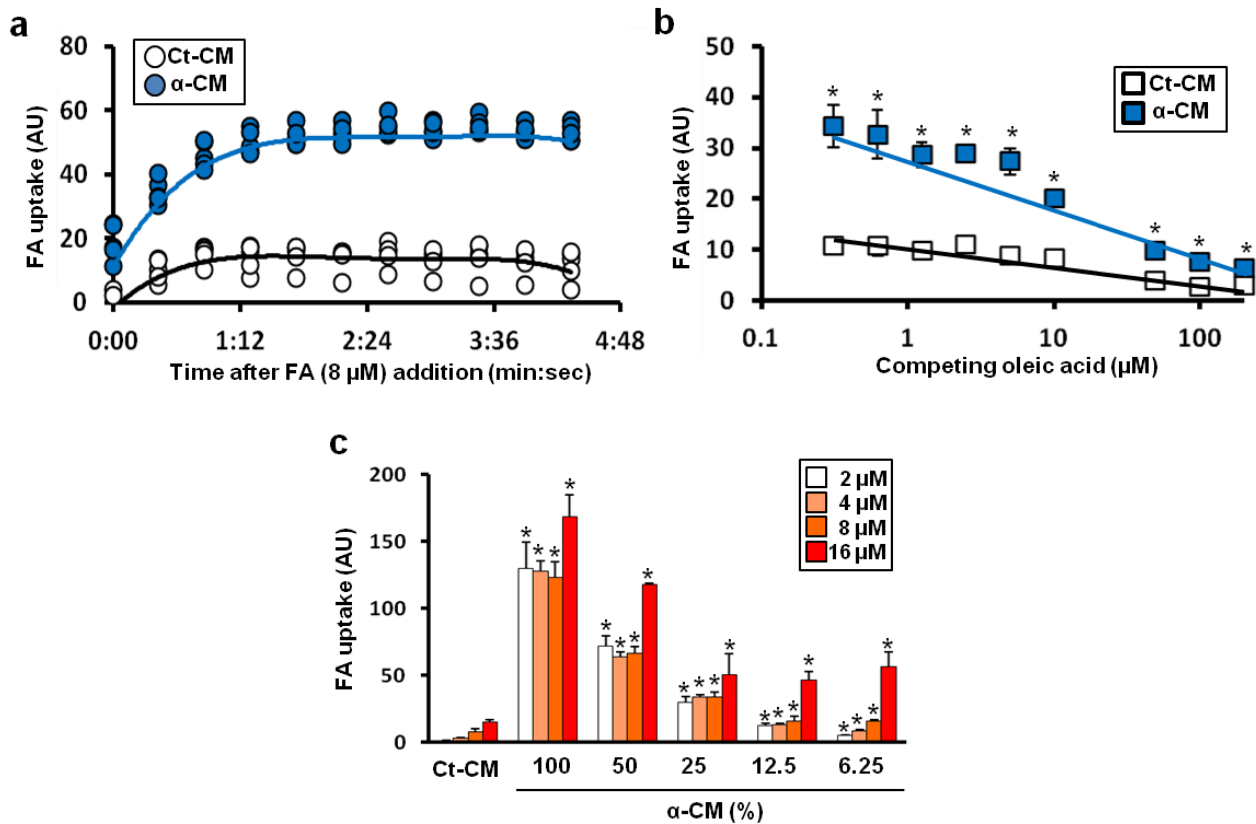 a
Ct-CM
α-CM
FA uptake (AU)
80
60
40
20
0
0:00 1:12 2:24 3:36 4:48
Time after FA (8 µM) addition (min:sec)
b
Ct-CM
α-CM
FA uptake (AU)
50
40
30
20
10
0
* * * * * * * * *
0.1 1 10 100
Competing oleic acid (µM)
c
2 µM
4 µM
8 µM
16 µM
FA uptake (AU)
200
150
100
50
0
* * * * * * * * * * * * * * * * * * * *
Ct-CM 100 50 25 12.5 6.25
α-CM (%)